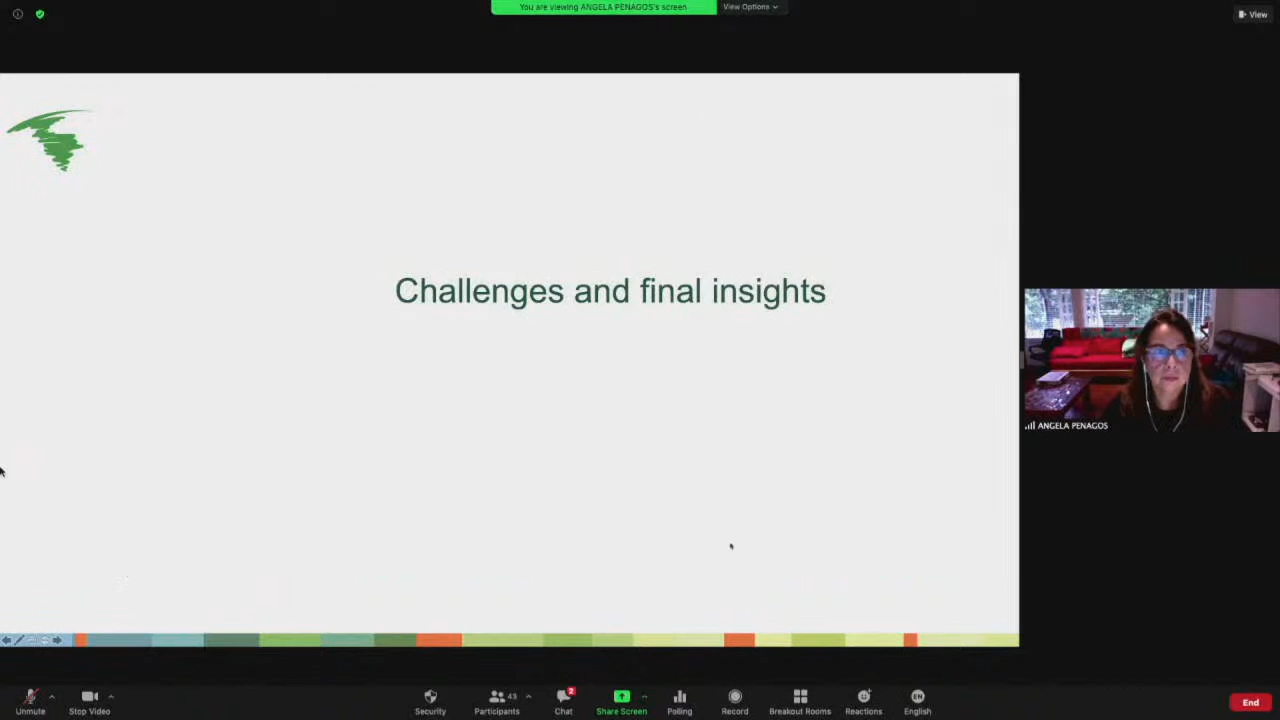 You are viewing ANGELA PENAGOS's screen
View Options
View
Challenges and final insights
ANGELA PENAGOS
Unmute
Stop Video
Security
Participants
43
Chat
2
Share Screen
Polling
Record
Breakout Rooms
Reactions
EN
English
End